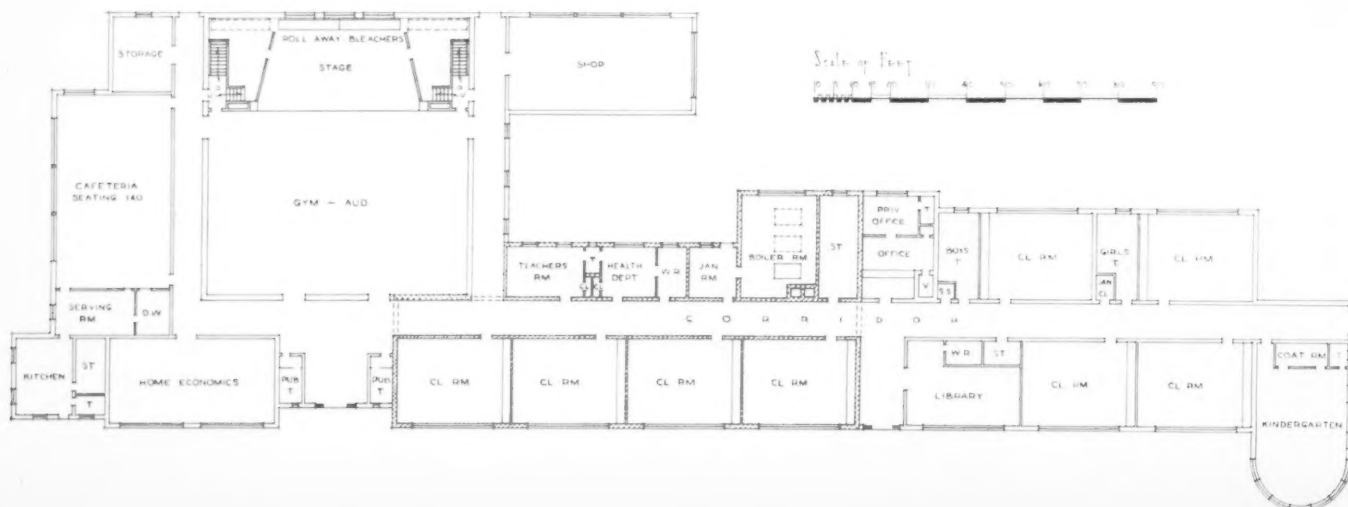 STORAGE
ROLL AWAY BLEACHERS
STAGE
SHOP
Scale of Feet
CAFETERIA
SEATING 140
GYM - AUD
PRIV
OFFICE
T
OFFICE
BOYS
T
CL. RM.
GIRLS
T
CL. RM.
TEACHERS
RM.
T
HEALTH
DEPT
W.R.
JAN
RM.
BOILER RM.
ST.
S.S.
V.
JAN
CL.
SERVING
RM.
D.W.
CORRIDOR
KITCHEN
ST
T
HOME ECONOMICS
PUB
T
PUB
T
CL. RM.
CL. RM.
CL. RM.
CL. RM.
W.R.
ST.
LIBRARY
CL. RM.
CL. RM.
COAT RM.
T
KINDERGARTEN